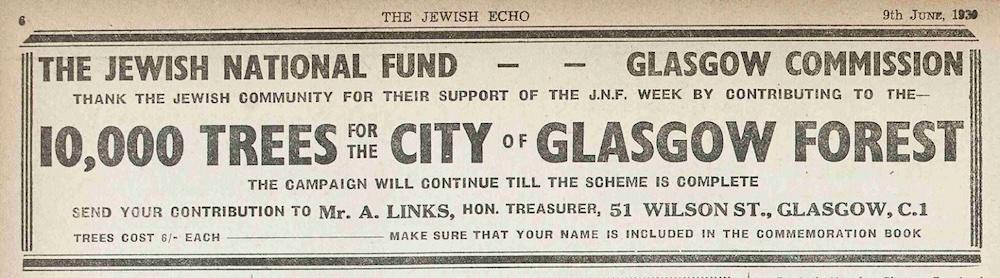 6 THE JEWISH ECHO 9th JUNE, 1939
THE JEWISH NATIONAL FUND — — GLASGOW COMMISSION
THANK THE JEWISH COMMUNITY FOR THEIR SUPPORT OF THE J.N.F. WEEK BY CONTRIBUTING TO THE—
10,000 TREES FOR THE CITY OF GLASGOW FOREST
THE CAMPAIGN WILL CONTINUE TILL THE SCHEME IS COMPLETE
SEND YOUR CONTRIBUTION TO Mr. A. LINKS, HON. TREASURER, 51 WILSON ST., GLASGOW, C.1
TREES COST 6/- EACH — MAKE SURE THAT YOUR NAME IS INCLUDED IN THE COMMEMORATION BOOK